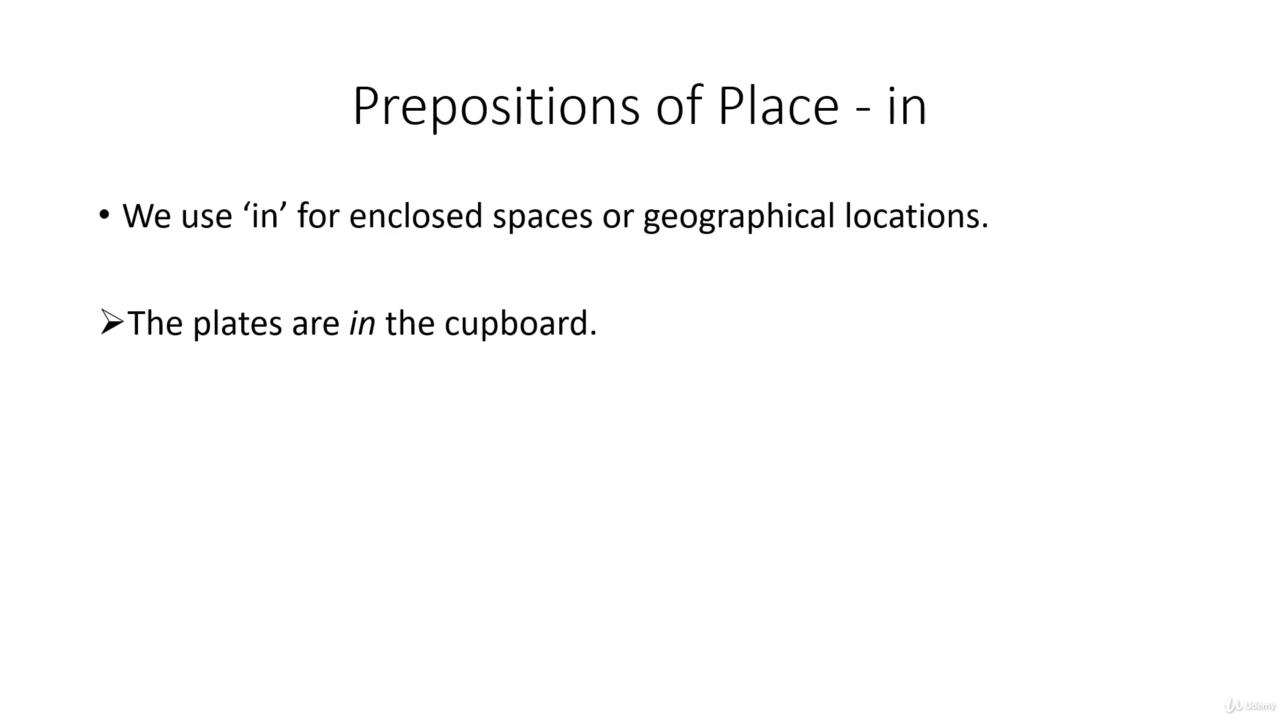 Prepositions of Place - in
• We use ‘in’ for enclosed spaces or geographical locations.
➢The plates are in the cupboard.
Udemy